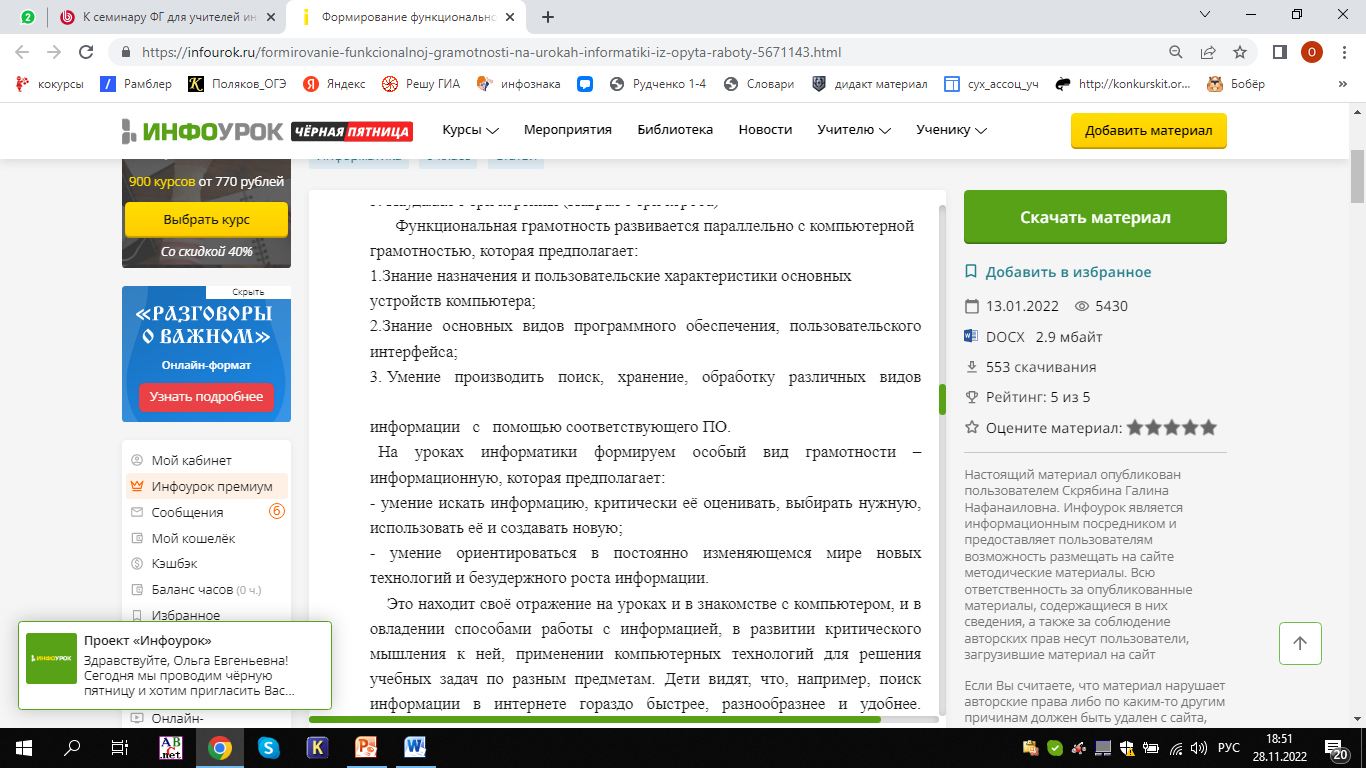 К семинару ФГ для учителей ин
Формирование функционально
https://infourok.ru/formirovanie-funkcionalnoj-gramotnosti-na-urokah-informatiki-iz-opyta-raboty-5671143.html
О
кокурсы
Рамблер
Поляков_ОГЭ
Яндекс
Решу ГИА
инфознака
Рудченко 1-4
Словари
дидакт материал
сух_ассоц_уч
http://konkurskit.or...
Бобёр
»
ИНФОУРОК
ЧЁРНАЯ ПЯТНИЦА
Курсы
Мероприятия
Библиотека
Новости
Учителю
Ученику
Добавить материал
900 курсов от 770 рублей
Выбрать курс
Со скидкой 40%
Скрыть
«РАЗГОВОРЫ
О ВАЖНОМ»
Онлайн-формат
Узнать подробнее
Мой кабинет
Инфоурок премиум
Сообщения
6
Мой кошелёк
Кэшбэк
Баланс часов (0 ч.)
Избранное
Онлайн-
Проект «Инфоурок»
Здравствуйте, Ольга Евгеньевна!
Сегодня мы проводим чёрную
пятницу и хотим пригласить Вас...
Функциональная грамотность развивается параллельно с компьютерной
грамотностью, которая предполагает:
1.Знание назначения и пользовательские характеристики основных
устройств компьютера;
2.Знание основных видов программного обеспечения, пользовательского
интерфейса;
3. Умение производить поиск, хранение, обработку различных видов
информации с помощью соответствующего ПО.
На уроках информатики формируем особый вид грамотности –
информационную, которая предполагает:
- умение искать информацию, критически её оценивать, выбирать нужную,
использовать её и создавать новую;
- умение ориентироваться в постоянно изменяющемся мире новых
технологий и безудержного роста информации.
Это находит своё отражение на уроках и в знакомстве с компьютером, и в
овладении способами работы с информацией, в развитии критического
мышления к ней, применении компьютерных технологий для решения
учебных задач по разным предметам. Дети видят, что, например, поиск
информации в интернете гораздо быстрее, разнообразнее и удобнее.
Скачать материал
Добавить в избранное
13.01.2022 5430
DOCX 2.9 мбайт
553 скачивания
Рейтинг: 5 из 5
Оцените материал:
Настоящий материал опубликован
пользователем Скрябина Галина
Нафанаиловна. Инфоурок является
информационным посредником и
предоставляет пользователям
возможность размещать на сайте
методические материалы. Всю
ответственность за опубликованные
материалы, содержащиеся в них
сведения, а также за соблюдение
авторских прав несут пользователи,
загрузившие материал на сайт
Если Вы считаете, что материал нарушает
авторские права либо по каким-то другим
причинам должен быть удален с сайта,
РУС
18:51
28.11.2022
20